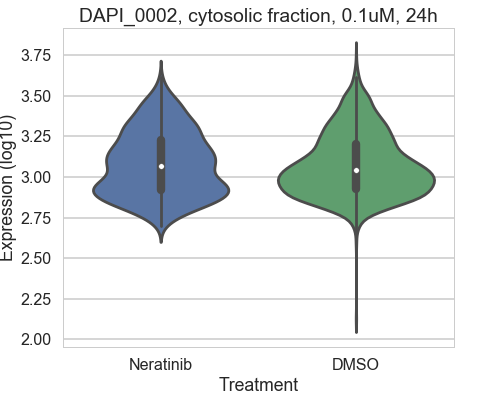 DAPI_0002, cytosolic fraction, 0.1uM, 24h
Expression (log10)
3.75
3.50
3.25
3.00
2.75
2.50
2.25
2.00
Neratinib DMSO
Treatment